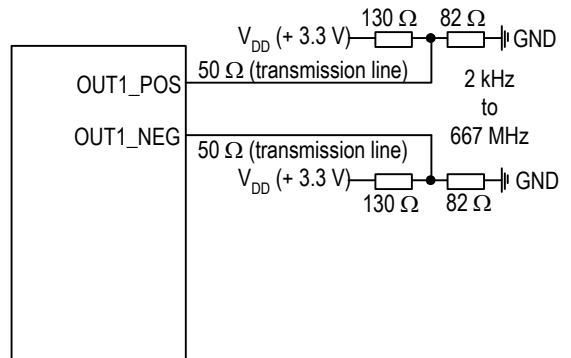 130 Ω 82 Ω
V_DD (+ 3.3 V) GND
50 Ω (transmission line)
OUT1_POS
2 kHz
to
667 MHz
OUT1_NEG
50 Ω (transmission line)
V_DD (+ 3.3 V) GND
130 Ω 82 Ω